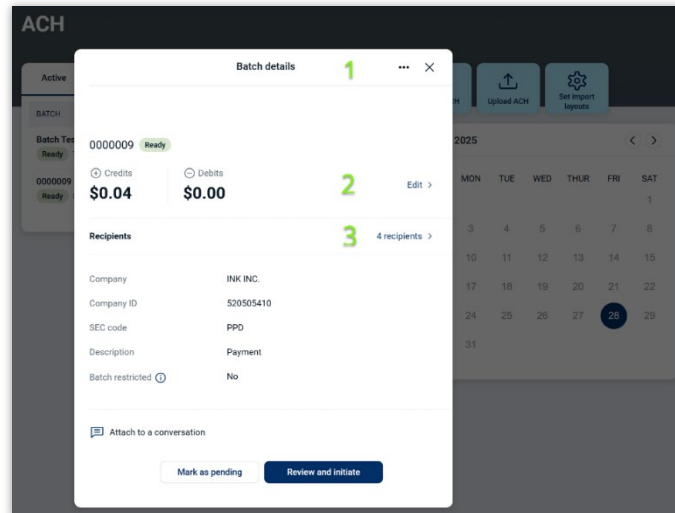 ACH
Batch details 1 •••
Active
BATCH
Batch Tes
Ready
0000009
Ready
0000009 Ready
Credits Debits
$0.04 $0.00 2 Edit >
Recipients 3 4 recipients >
Company INK INC.
Company ID 520505410
SEC code PPD
Description Payment
Batch restricted No
Attach to a conversation
Mark as pending Review and initiate
CH
Upload ACH
Set import
layouts
2025
MON TUE WED THUR FRI SAT
1
3 4 5 6 7 8
10 11 12 13 14 15
17 18 19 20 21 22
24 25 26 27 28 29
31